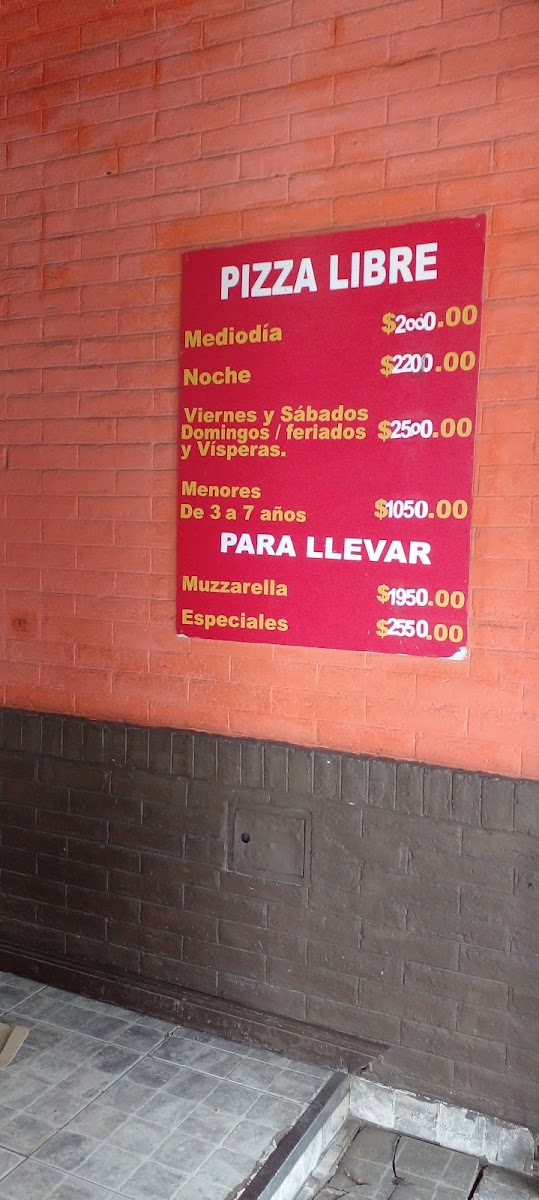 PIZZA LIBRE
Mediodía $2000.00
Noche $2200.00
Viernes y Sábados
Domingos / feriados $2500.00
y Vísperas.
Menores
De 3 a 7 años $1050.00
PARA LLEVAR
Muzzarella $1950.00
Especiales $2550.00